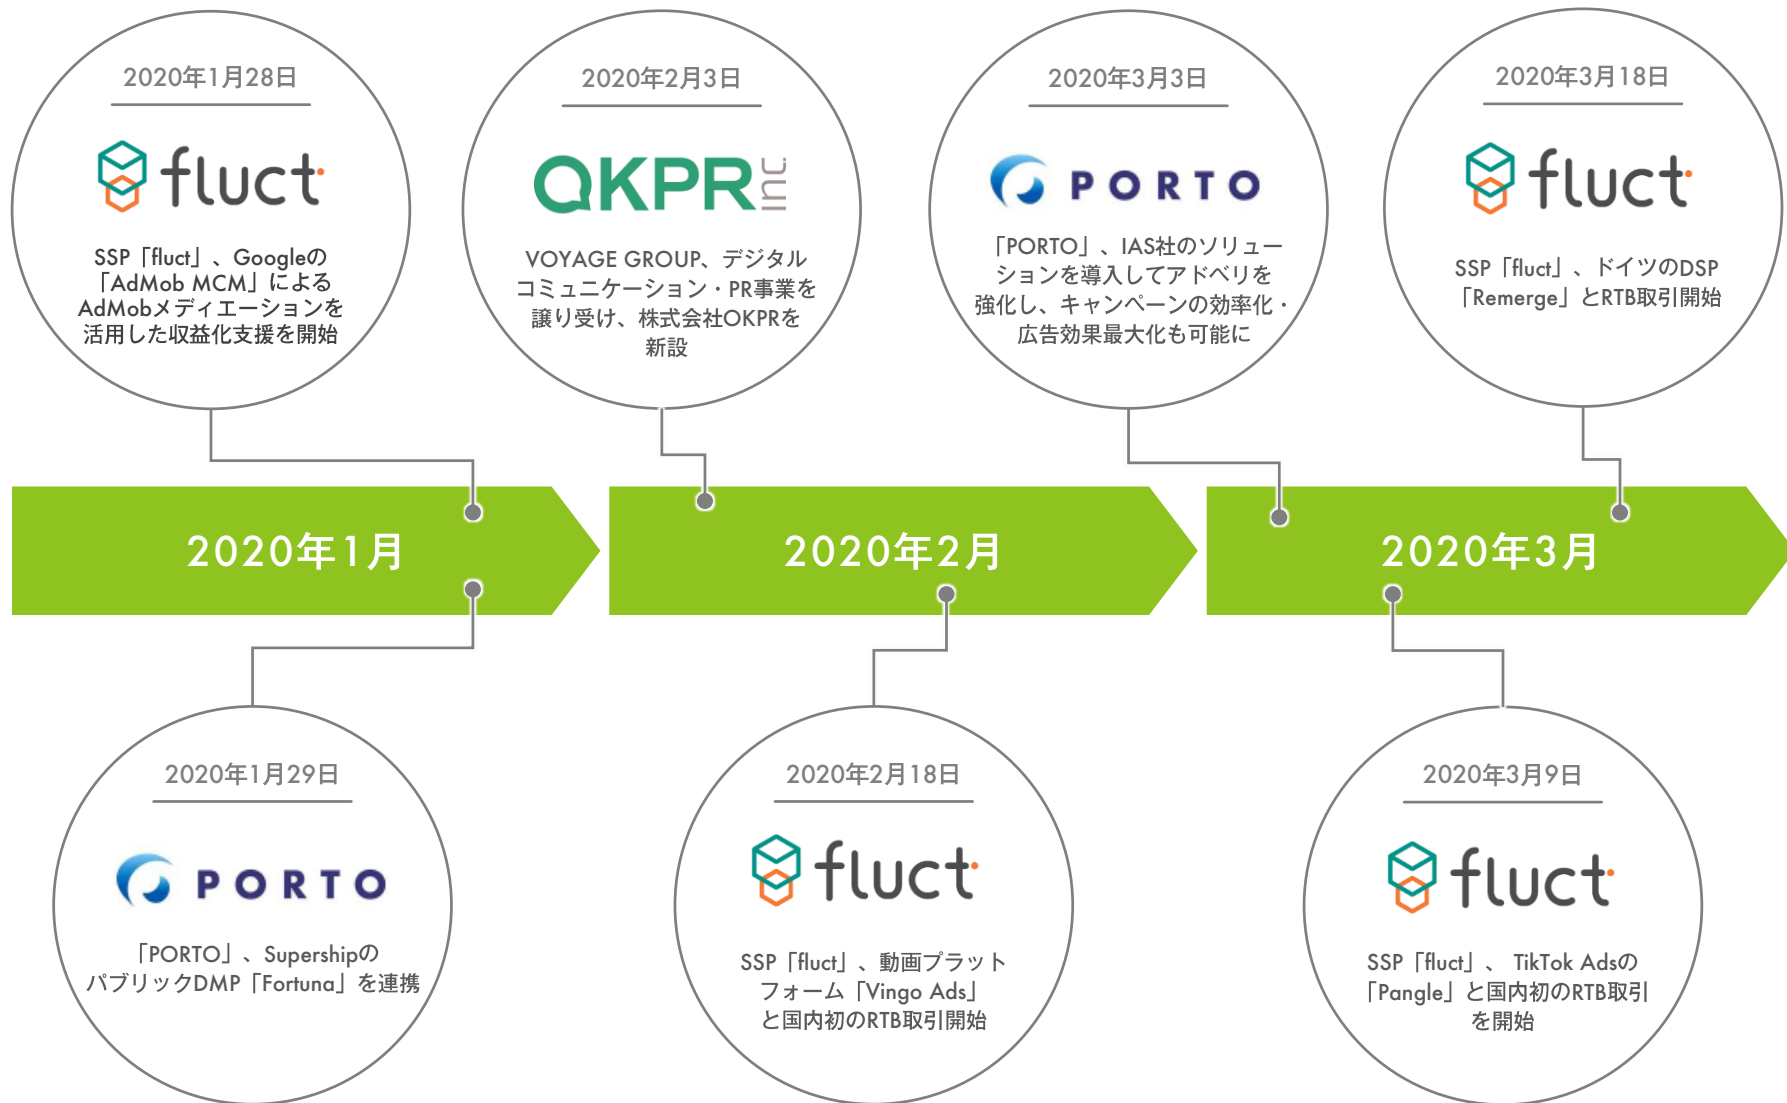 2020年1月28日
fluct
SSP「fluct」、Googleの
「AdMob MCM」による
AdMobメディエーションを
活用した収益化支援を開始
2020年2月3日
OKPR inc
VOYAGE GROUP、デジタル
コミュニケーション・PR事業を
譲り受け、株式会社OKPRを
新設
2020年3月3日
PORTO
「PORTO」、IAS社のソリュー
ションを導入してアドベリを
強化し、キャンペーンの効率化・
広告効果最大化も可能に
2020年3月18日
fluct
SSP「fluct」、ドイツのDSP
「Remerge」とRTB取引開始
2020年1月
2020年2月
2020年3月
2020年1月29日
PORTO
「PORTO」、Supershipの
パブリックDMP「Fortuna」を連携
2020年2月18日
fluct
SSP「fluct」、動画プラット
フォーム「Vingo Ads」
と国内初のRTB取引開始
2020年3月9日
fluct
SSP「fluct」、 TikTok Adsの
「Pangle」と国内初のRTB取引
を開始